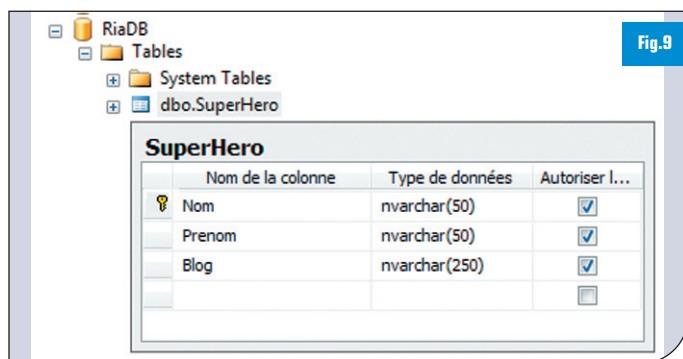 RiaDB
Fig.9
Tables
System Tables
dbo.SuperHero
SuperHero
Nom de la colonne Type de données Autoriser l...
Nom nvarchar(50)
Prenom nvarchar(50)
Blog nvarchar(250)